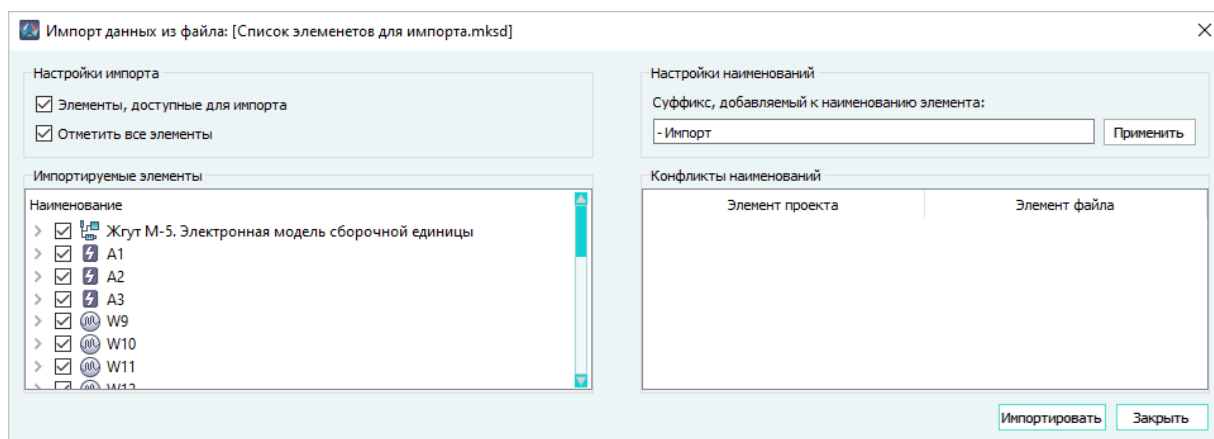 Импорт данных из файла: [Список элеменетов для импорта.mksd]
Настройки импорта
Элементы, доступные для импорта
Отметить все элементы
Настройки наименований
Суффикс, добавляемый к наименованию элемента:
- Импорт
Применить
Импортируемые элементы
Наименование
Жгут М-5. Электронная модель сборочной единицы
A1
A2
A3
W9
W10
W11
W12
Конфликты наименований
Элемент проекта
Элемент файла
Импортировать
Закрыть